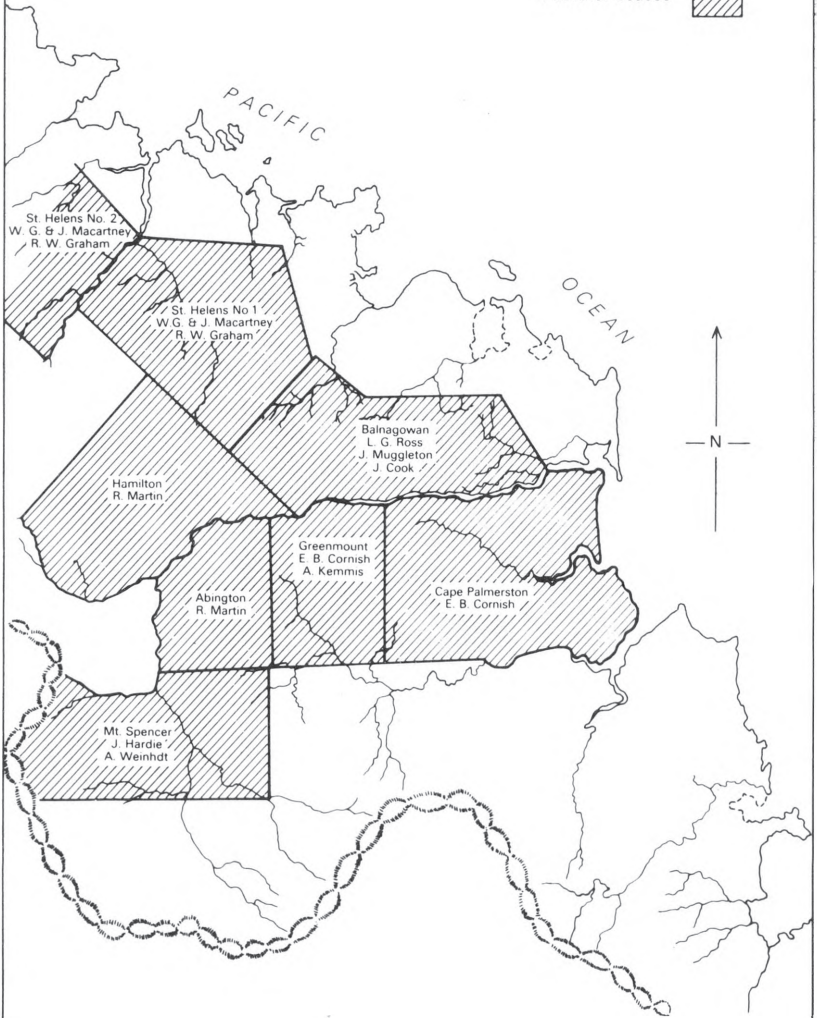 PACIFIC
OCEAN
St. Helens No. 2
W. G. & J. Macartney
R. W. Graham
St. Helens No 1
W.G. & J. Macartney
R. W. Graham
N
Balnagowan
L. G. Ross
J. Muggleton
J. Cook
Hamilton
R. Martin
Greenmount
E. B. Cornish
A. Kemmis
Abington
R. Martin
Cape Palmerston
E. B. Cornish
Mt. Spencer
J. Hardie
A. Weinhdt